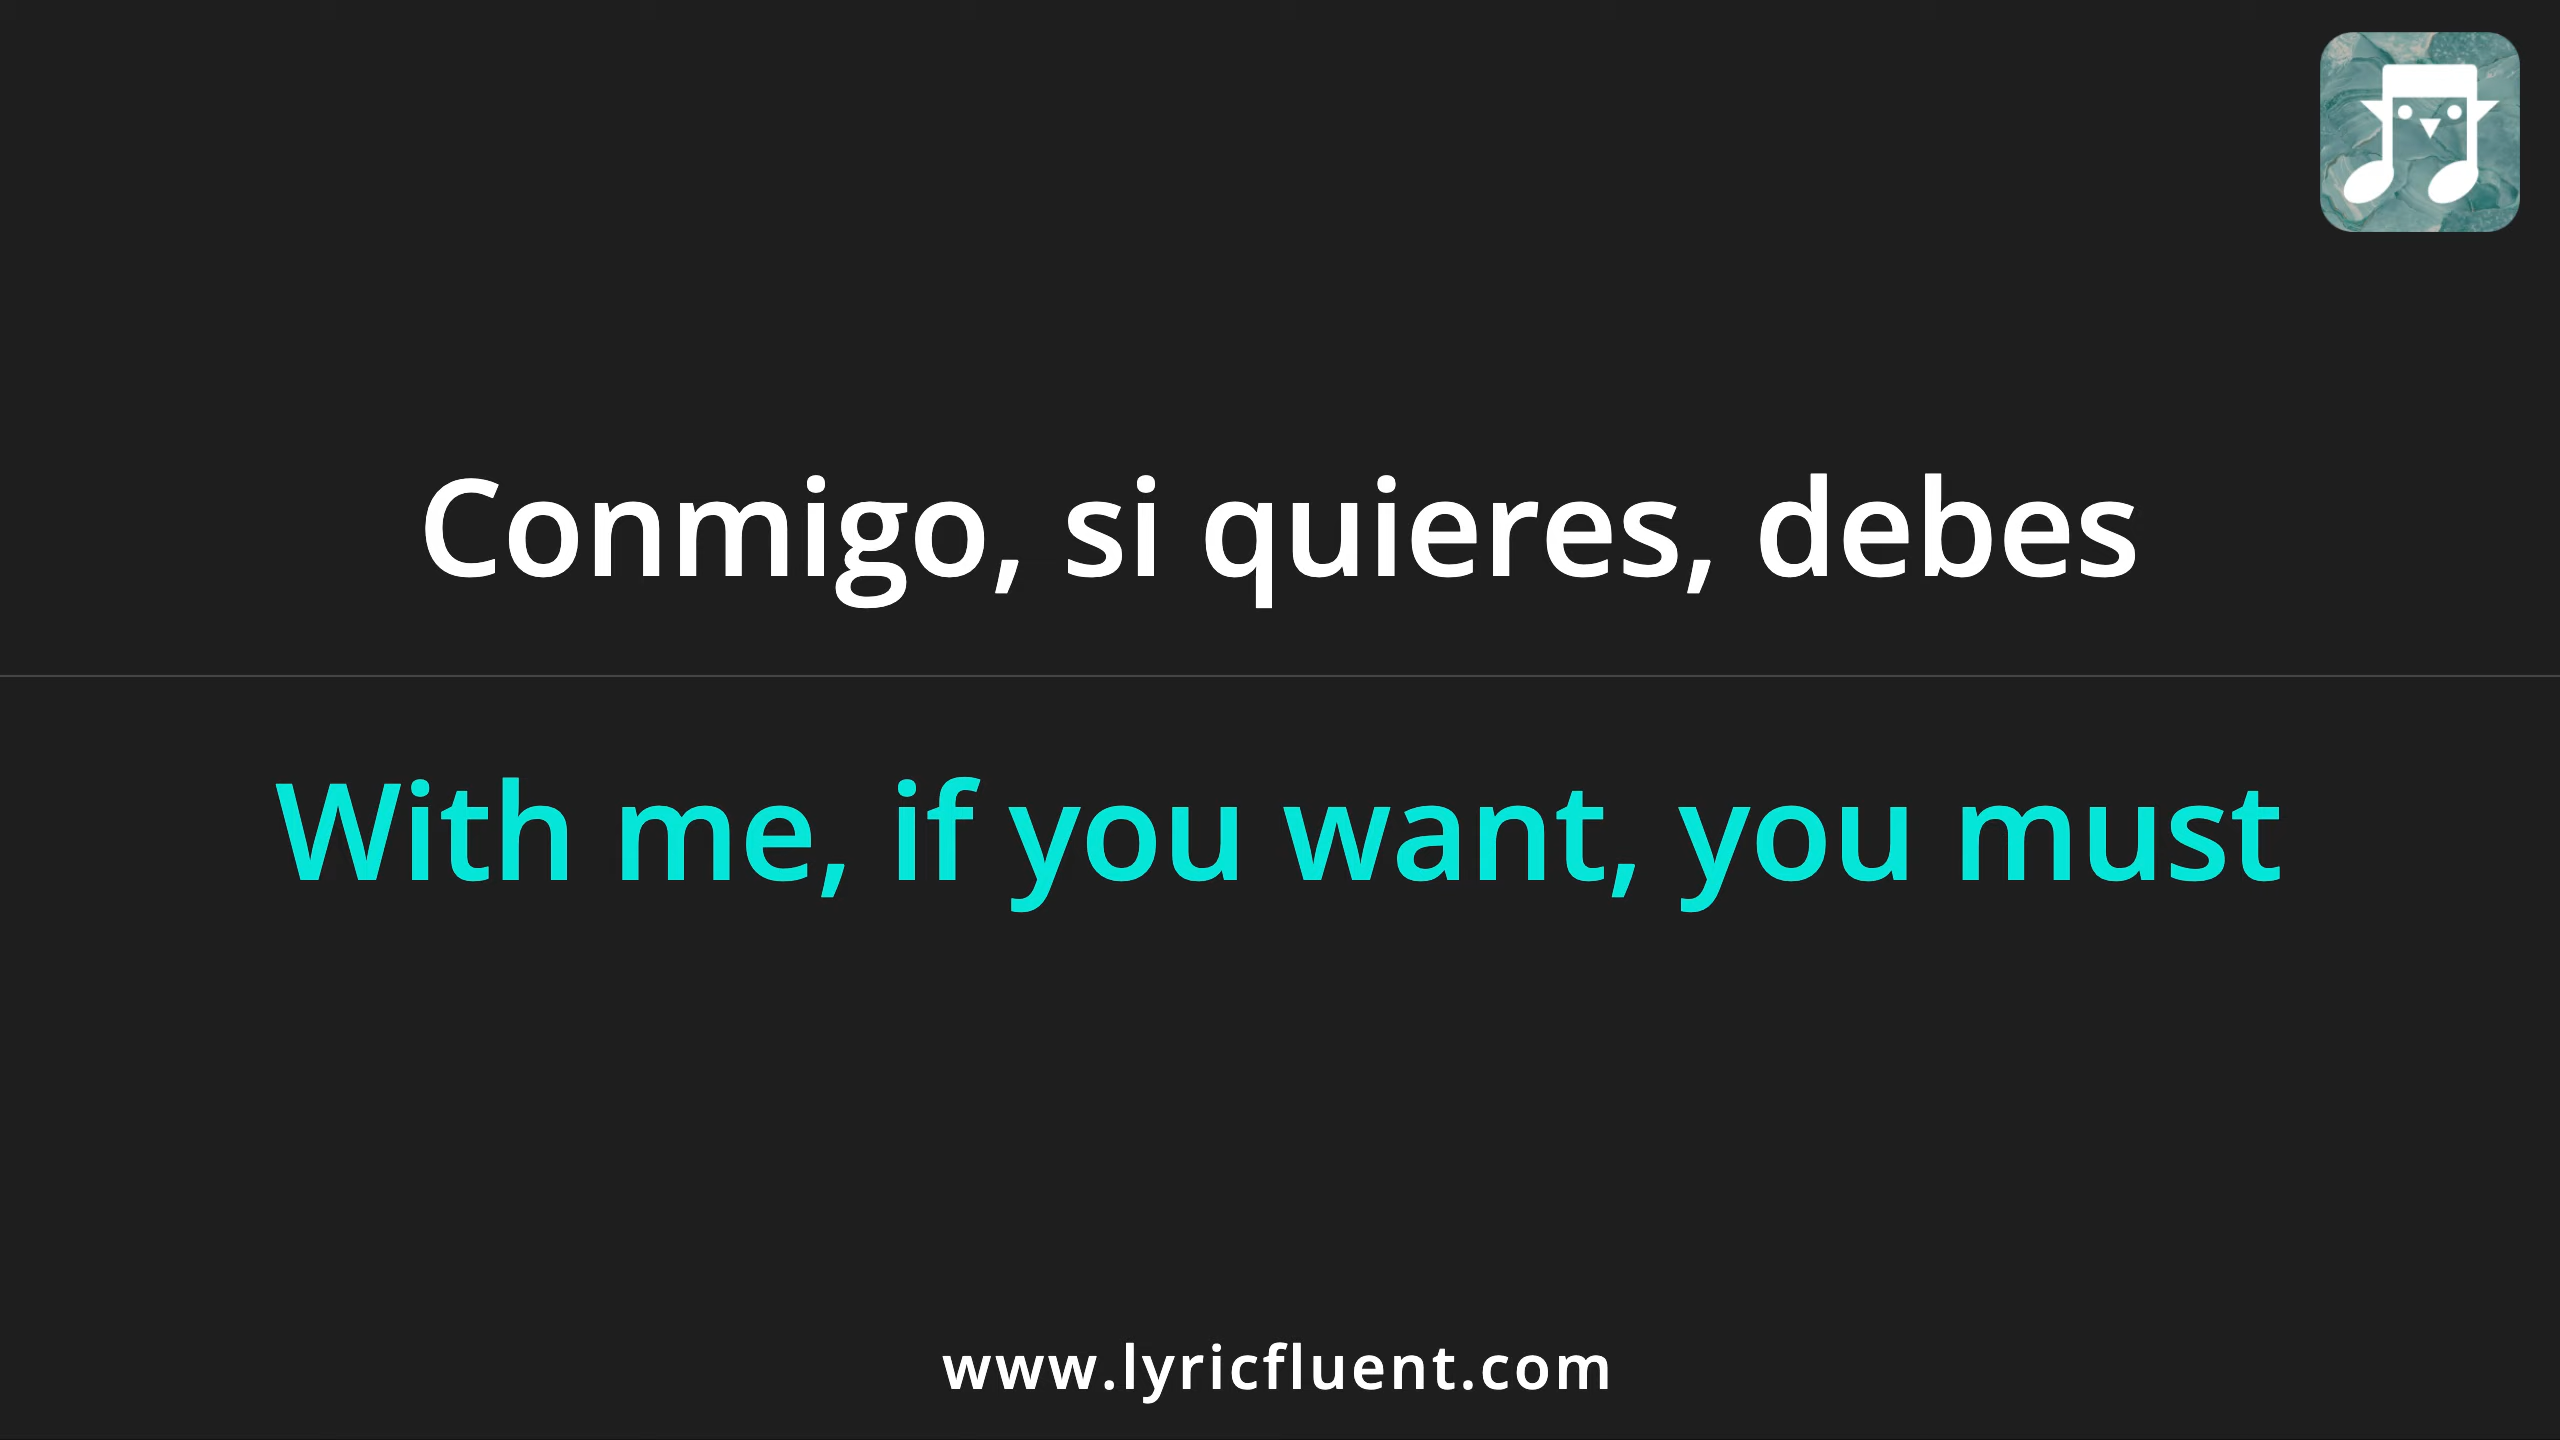 Conmigo, si quieres, debes
With me, if you want, you must
www.lyricfluent.com